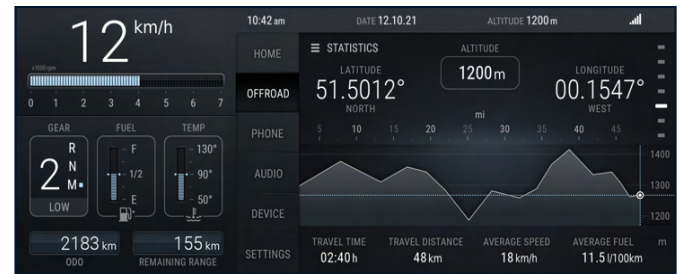 12 km/h
x1000 rpm
0 1 2 3 4 5 6 7
GEAR FUEL TEMP
2 R N M LOW
F 1/2 E
130° 90° 50°
2183 km
ODO
155 km
REMAINING RANGE
10:42 am DATE 12.10.21 ALTITUDE 1200 m
HOME
OFFROAD
PHONE
AUDIO
DEVICE
SETTINGS
STATISTICS
LATITUDE
51.5012°
NORTH
ALTITUDE
1200 m
LONGITUDE
00.1547°
WEST
mi
5 10 15 20 25 30 35 40 45
1400
1300
1200
m
TRAVEL TIME
02:40 h
TRAVEL DISTANCE
48 km
AVERAGE SPEED
18 km/h
AVERAGE FUEL
11.5 l/100km